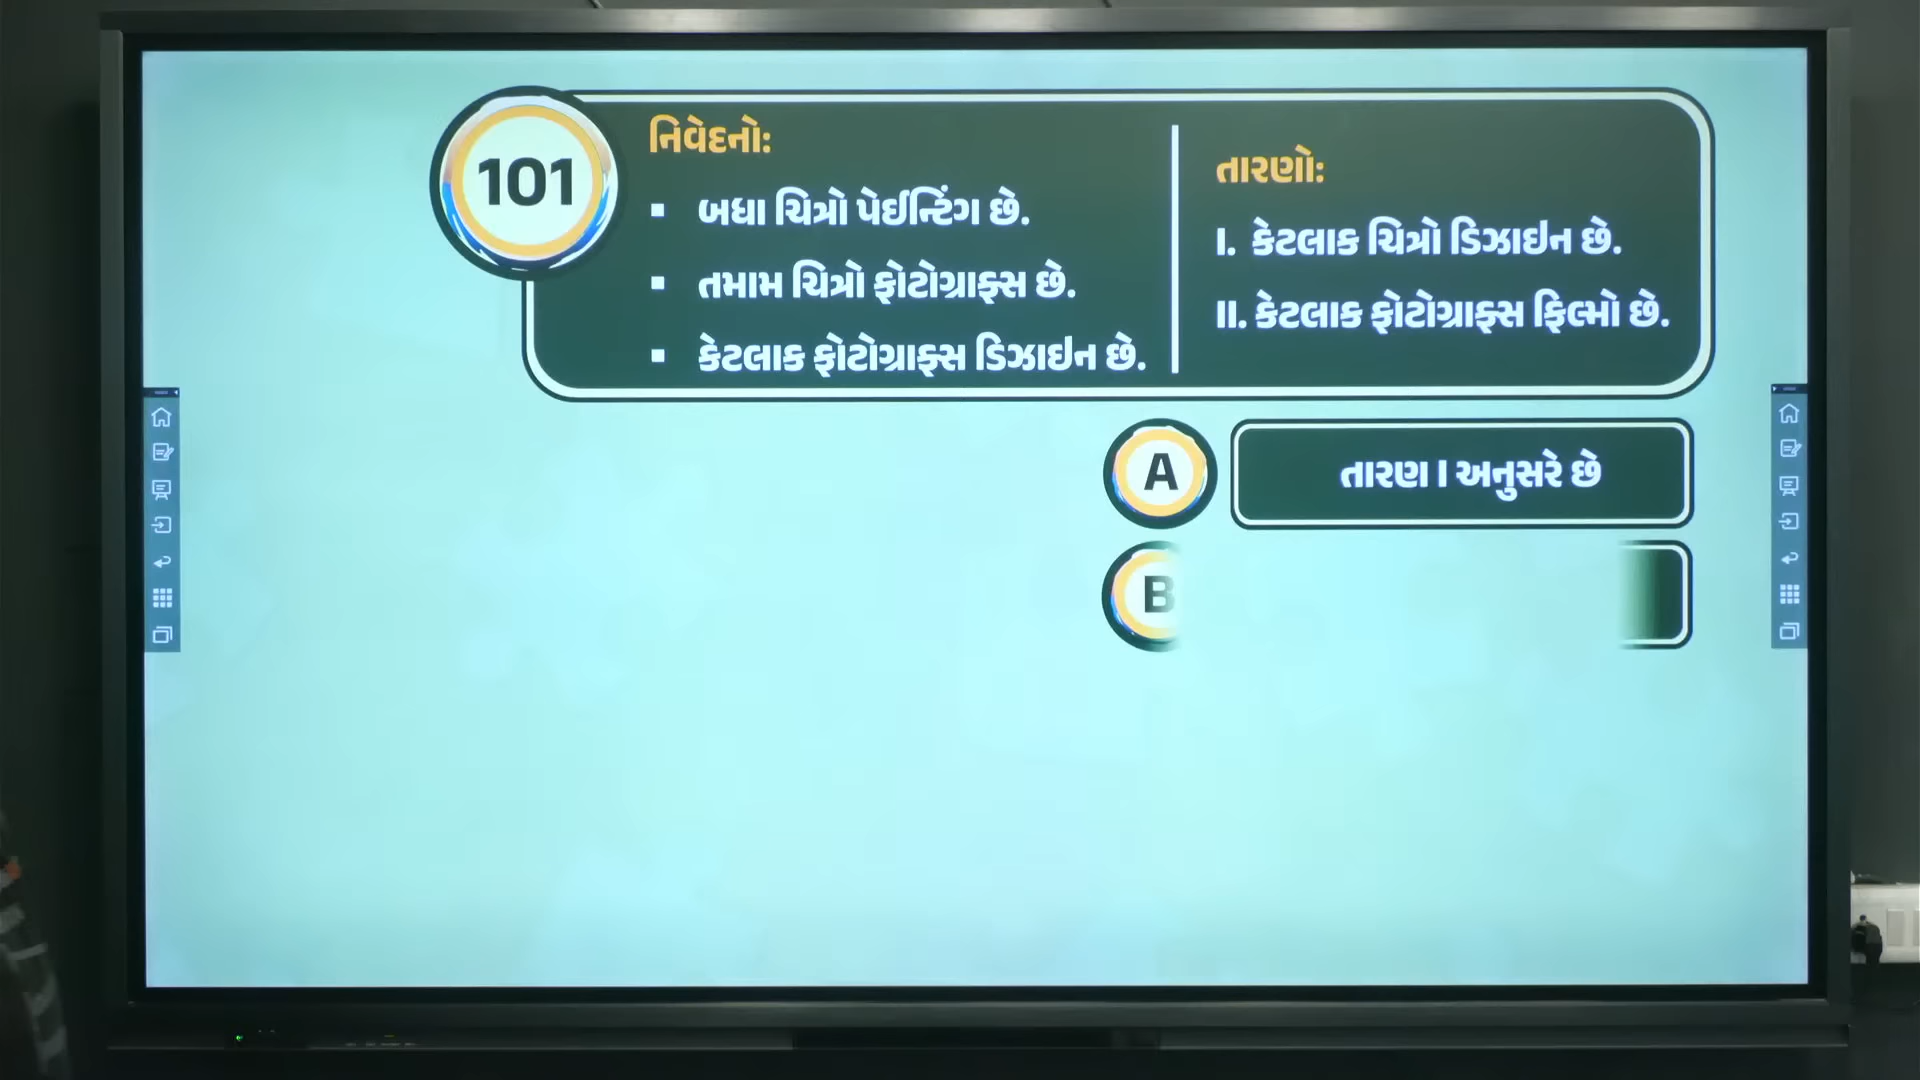 101
નિવેદનો:
▪ બધા ચિત્રો પેઈન્ટિંગ છે.
▪ તમામ ચિત્રો ફોટોગ્રાફ્સ છે.
▪ કેટલાક ફોટોગ્રાફ્સ ડિઝાઇન છે.
તારણો:
I. કેટલાક ચિત્રો ડિઝાઇન છે.
II. કેટલાક ફોટોગ્રાફ્સ ફિલ્મો છે.
A તારણ I અનુસરે છે
B